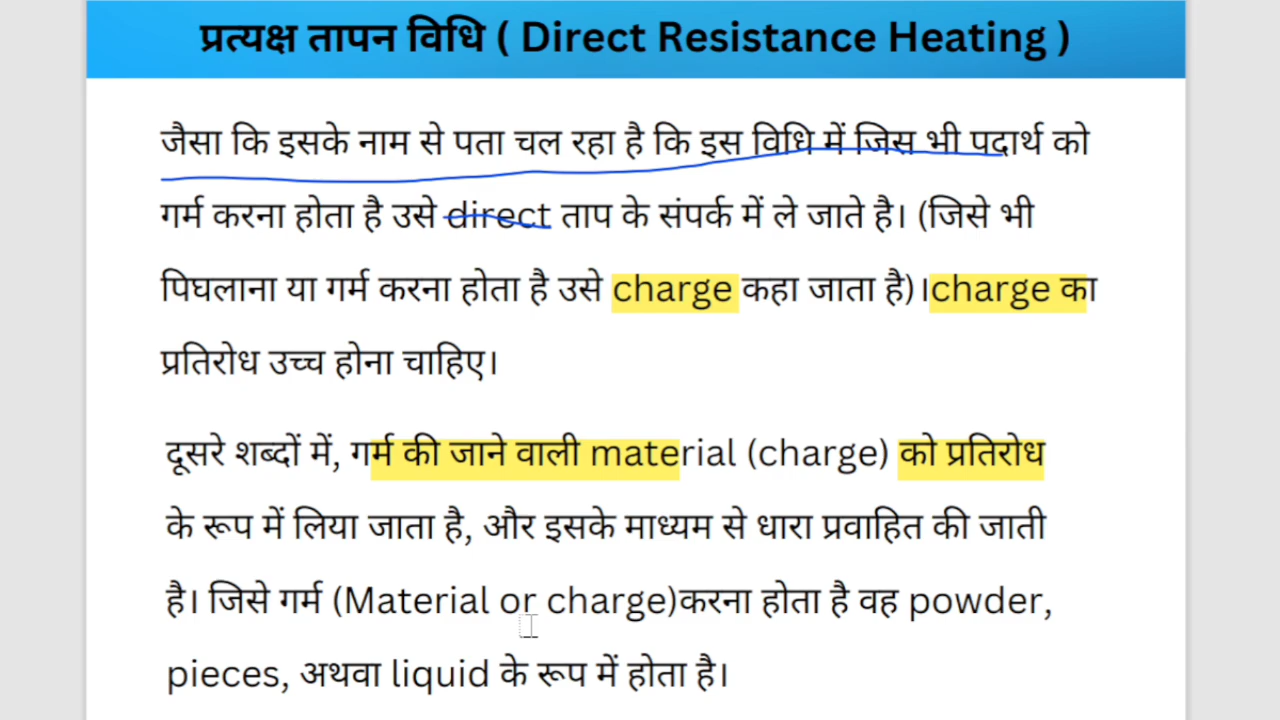 प्रत्यक्ष तापन विधि ( Direct Resistance Heating )
जैसा कि इसके नाम से पता चल रहा है कि इस विधि में जिस भी पदार्थ को
गर्म करना होता है उसे direct ताप के संपर्क में ले जाते है। (जिसे भी
पिघलाना या गर्म करना होता है उसे charge कहा जाता है)।charge का
प्रतिरोध उच्च होना चाहिए।
दूसरे शब्दों में, गर्म की जाने वाली material (charge) को प्रतिरोध
के रूप में लिया जाता है, और इसके माध्यम से धारा प्रवाहित की जाती
है। जिसे गर्म (Material or charge)करना होता है वह powder,
pieces, अथवा liquid के रूप में होता है।